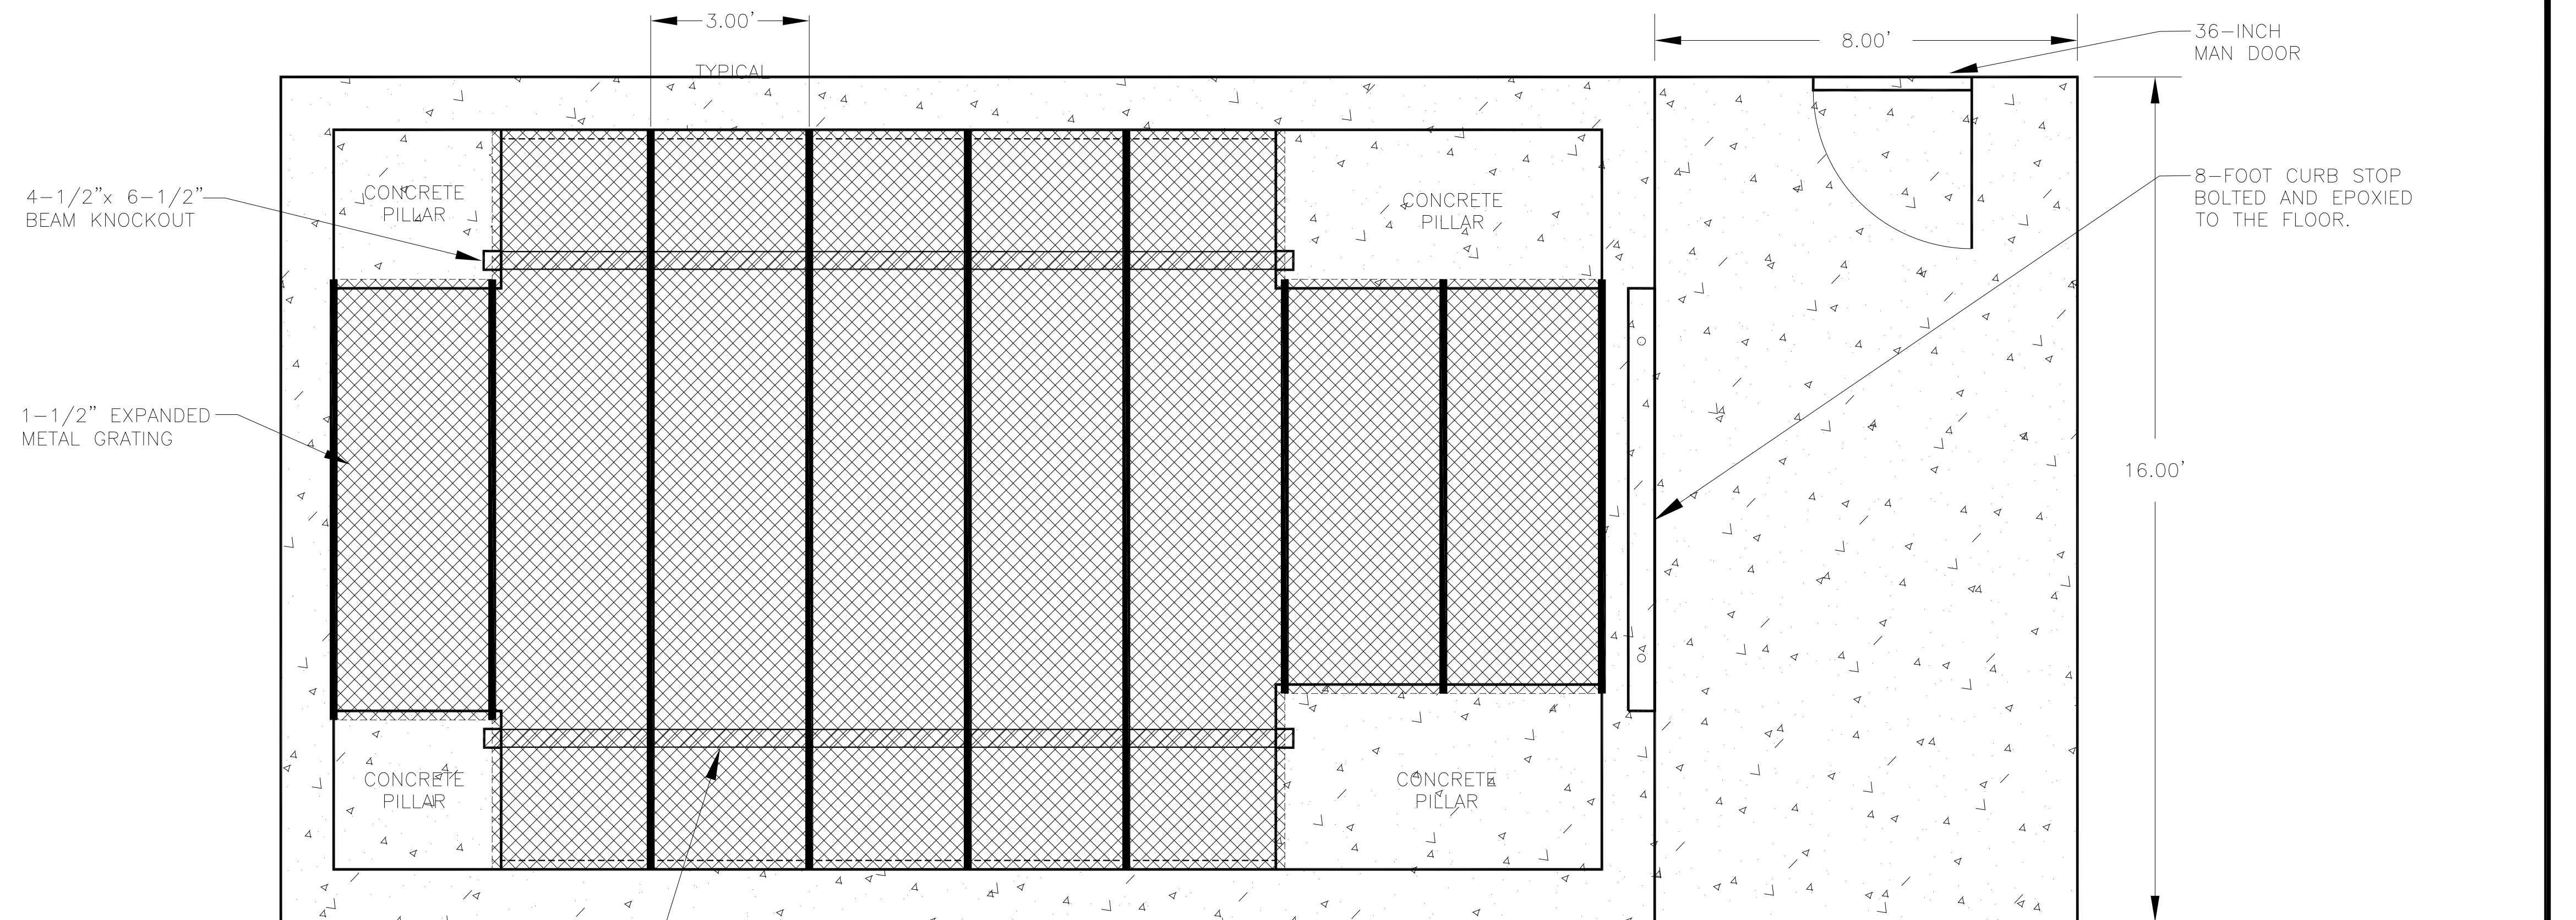 3.00'
TYPICAL
8.00'
36-INCH
MAN DOOR
4-1/2"x 6-1/2"
BEAM KNOCKOUT
CONCRETE
PILLAR
CONCRETE
PILLAR
8-FOOT CURB STOP
BOLTED AND EPOXIED
TO THE FLOOR.
1-1/2" EXPANDED
METAL GRATING
16.00'
CONCRETE
PILLAR
CONCRETE
PILLAR